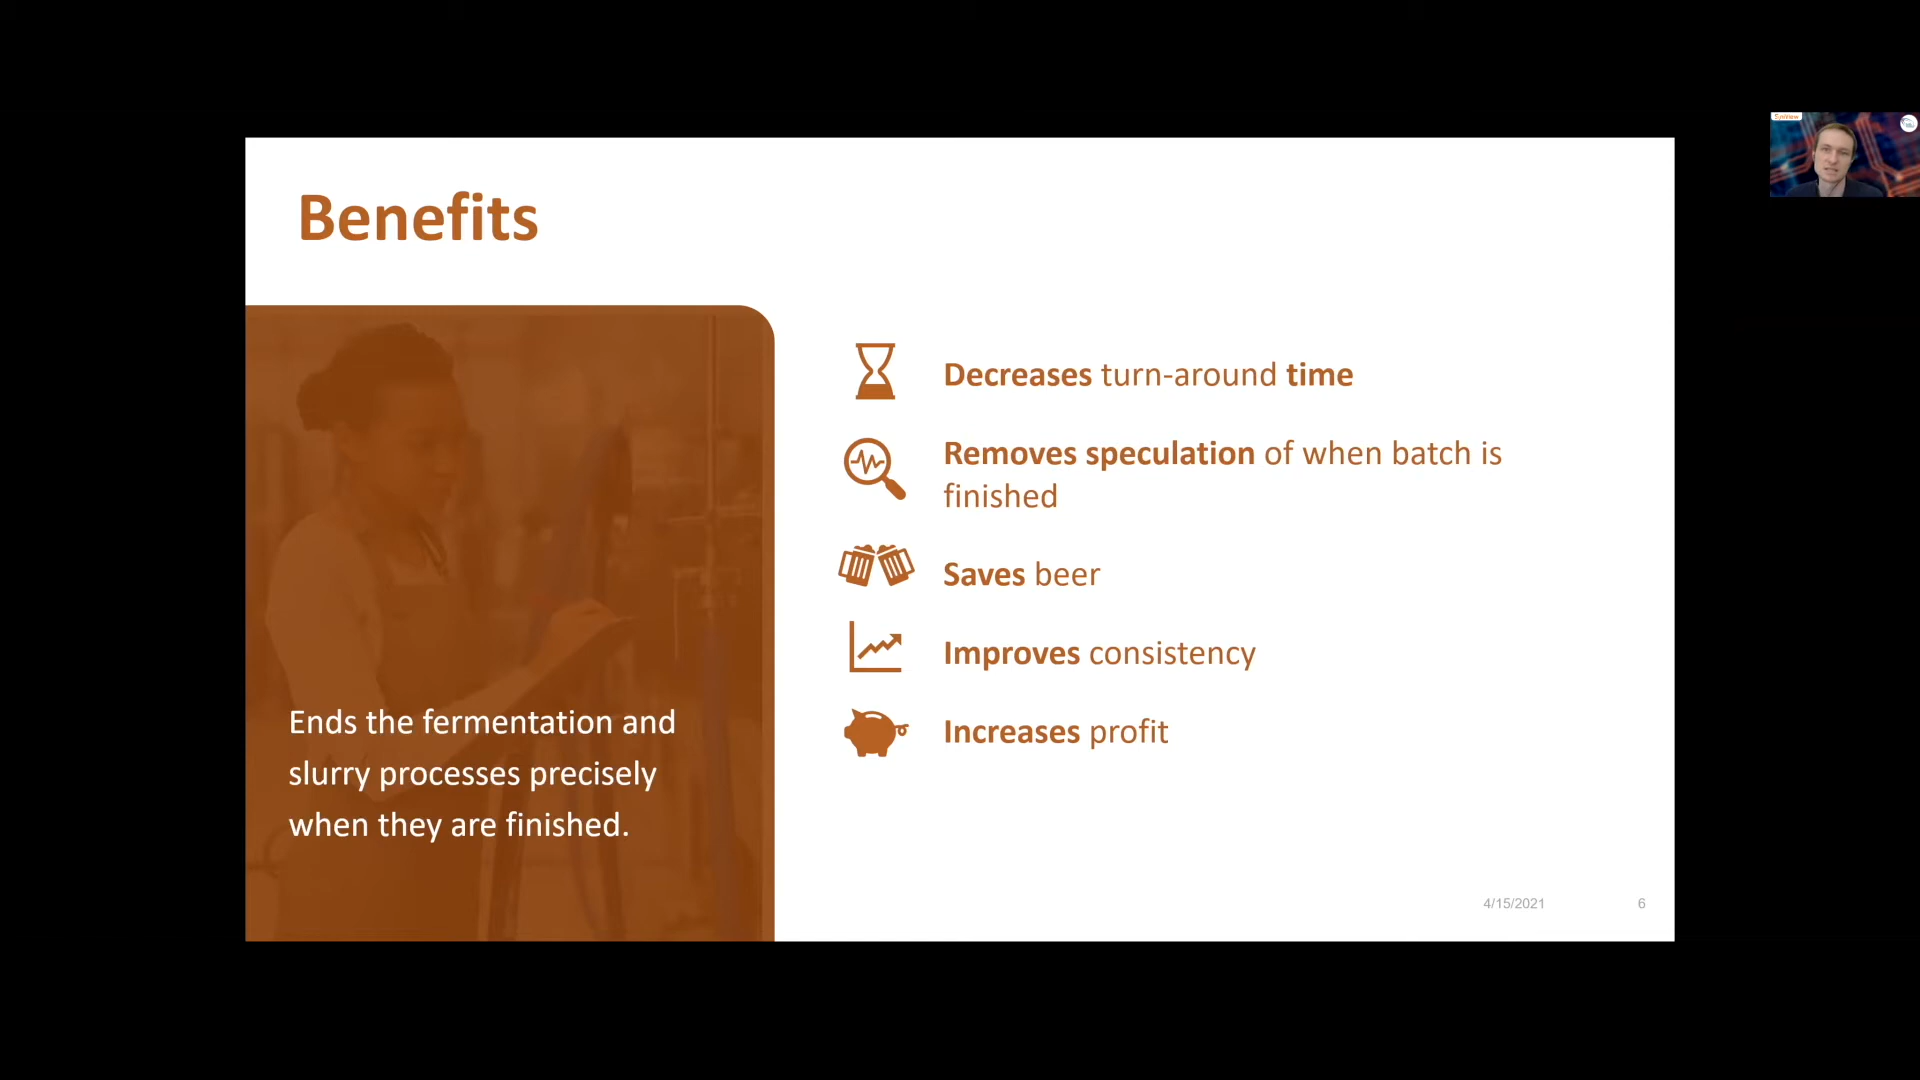 Benefits
Decreases turn-around time
Removes speculation of when batch is
finished
Saves beer
Improves consistency
Increases profit
Ends the fermentation and
slurry processes precisely
when they are finished.
4/15/2021
6